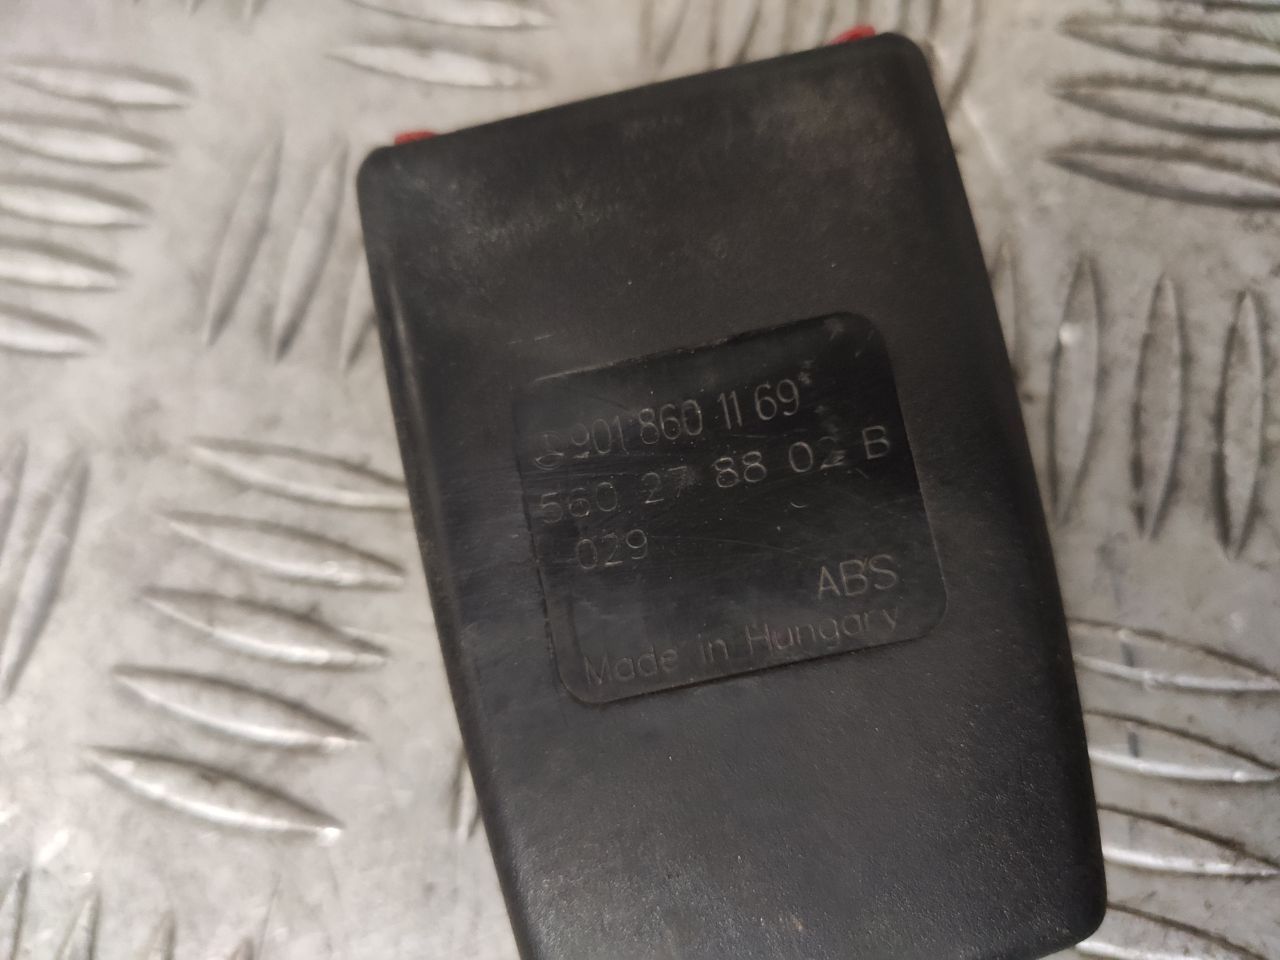 901 860 11 69
560 27 88 02 B
029
ABS
Made in Hungary